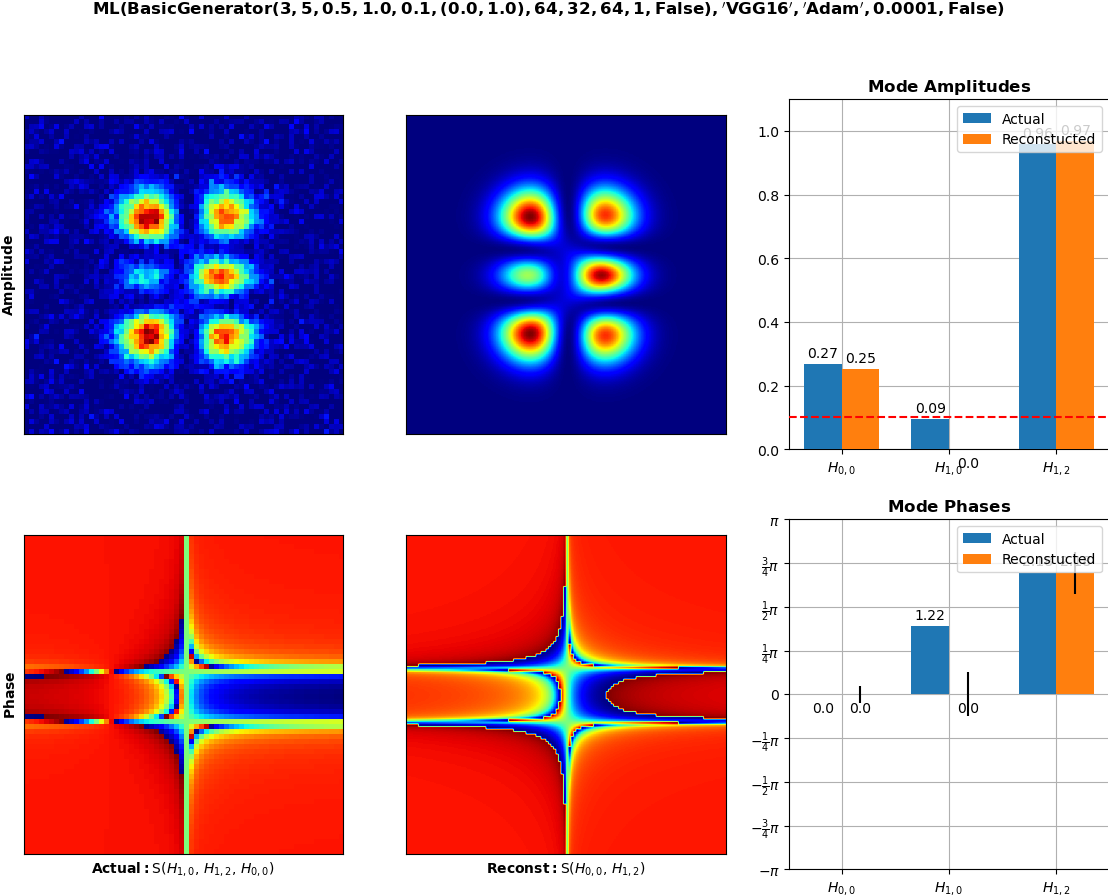 ML(BasicGenerator(3, 5, 0.5, 1.0, 0.1, (0.0, 1.0), 64, 32, 64, 1, False), ′VGG16′, ′Adam′, 0.0001, False)
Mode Amplitudes
Actual
Reconstucted
Amplitude
1.0
0.8
0.6
0.4
0.2
0.0
0.27
0.25
0.09
0.0
0.96
0.97
H0,0
H1,0
H1,2
Mode Phases
Actual
Reconstucted
Phase
π
3/4π
1/2π
1/4π
0
−1/4π
−1/2π
−3/4π
−π
0.0
0.0
1.22
0.0
H0,0
H1,0
H1,2
Actual: S(H1,0, H1,2, H0,0)
Reconst: S(H0,0, H1,2)